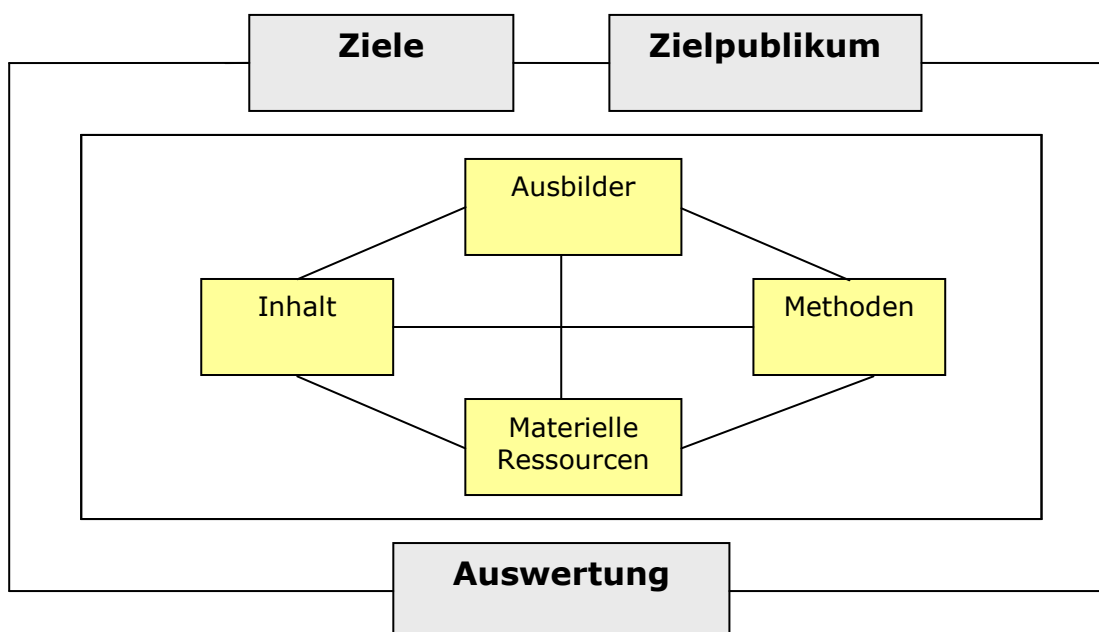 Ziele
Zielpublikum
Ausbilder
Inhalt
Methoden
Materielle
Ressourcen
Auswertung